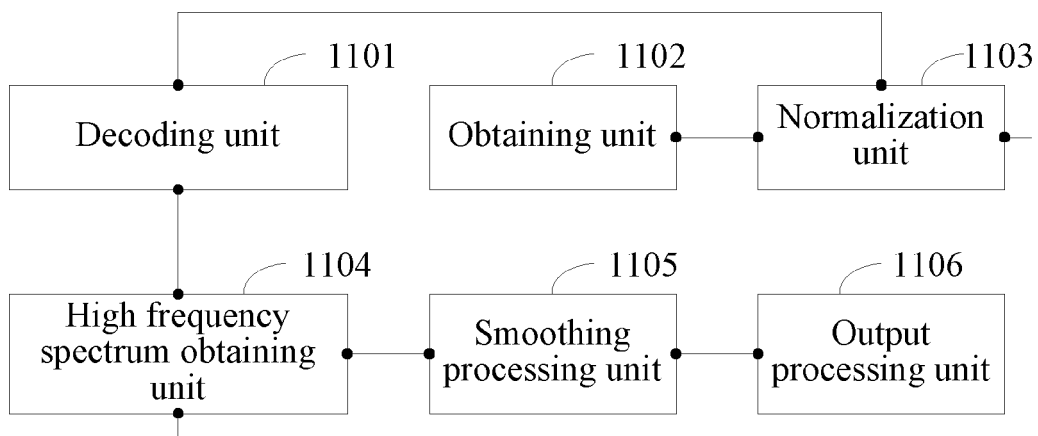 1101
Decoding unit
1102
Obtaining unit
1103
Normalization
unit
1104
High frequency
spectrum obtaining
unit
1105
Smoothing
processing unit
1106
Output
processing unit